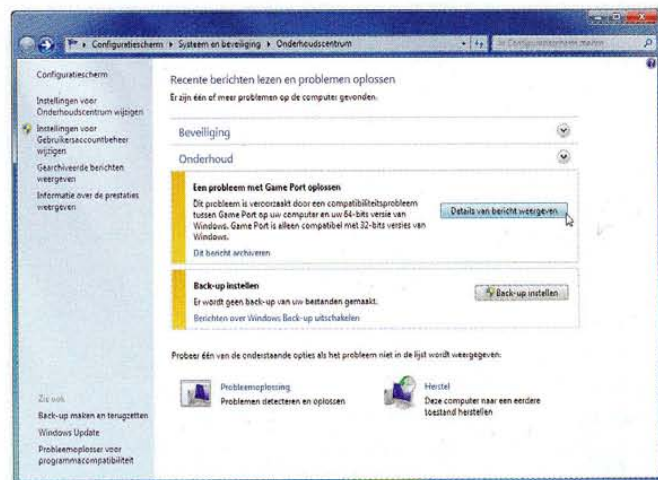 Configuratiescherm ▸ Systeem en beveiliging ▸ Onderhoudscentrum
Configuratiescherm
Instellingen voor
Onderhoudscentrum wijzigen
Instellingen voor
Gebruikersaccountbeheer
wijzigen
Gearchiveerde berichten
weergeven
Informatie over de prestaties
weergeven
Recente berichten lezen en problemen oplossen
Er zijn één of meer problemen op de computer gevonden.
Beveiliging
Onderhoud
Een probleem met Game Port oplossen
Dit probleem is veroorzaakt door een compatibiliteitsprobleem
tussen Game Port op uw computer en uw 64-bits versie van
Windows. Game Port is alleen compatibel met 32-bits versies van
Windows.
Details van bericht weergeven
Dit bericht archiveren
Back-up instellen
Er wordt geen back-up van uw bestanden gemaakt.
Back-up instellen
Berichten over Windows Back-up uitschakelen
Probeer één van de onderstaande opties als het probleem niet in de lijst wordt weergegeven:
Probleemoplossing
Problemen detecteren en oplossen
Herstel
Deze computer naar een eerdere
toestand herstellen
Zie ook
Back-up maken en terugzetten
Windows Update
Probleemoplosser voor
programmacompatibiliteit